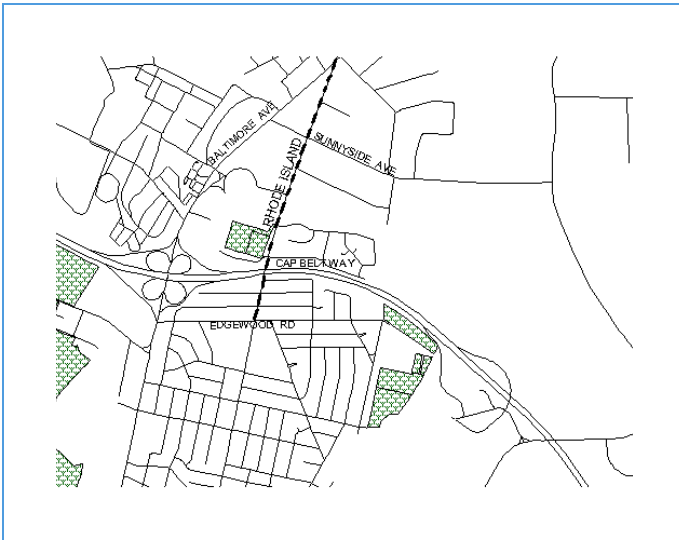 BALTIMORE AVE
SUNNYSIDE AVE
RHODE ISLAND
CAP BELTWAY
EDGEWOOD RD